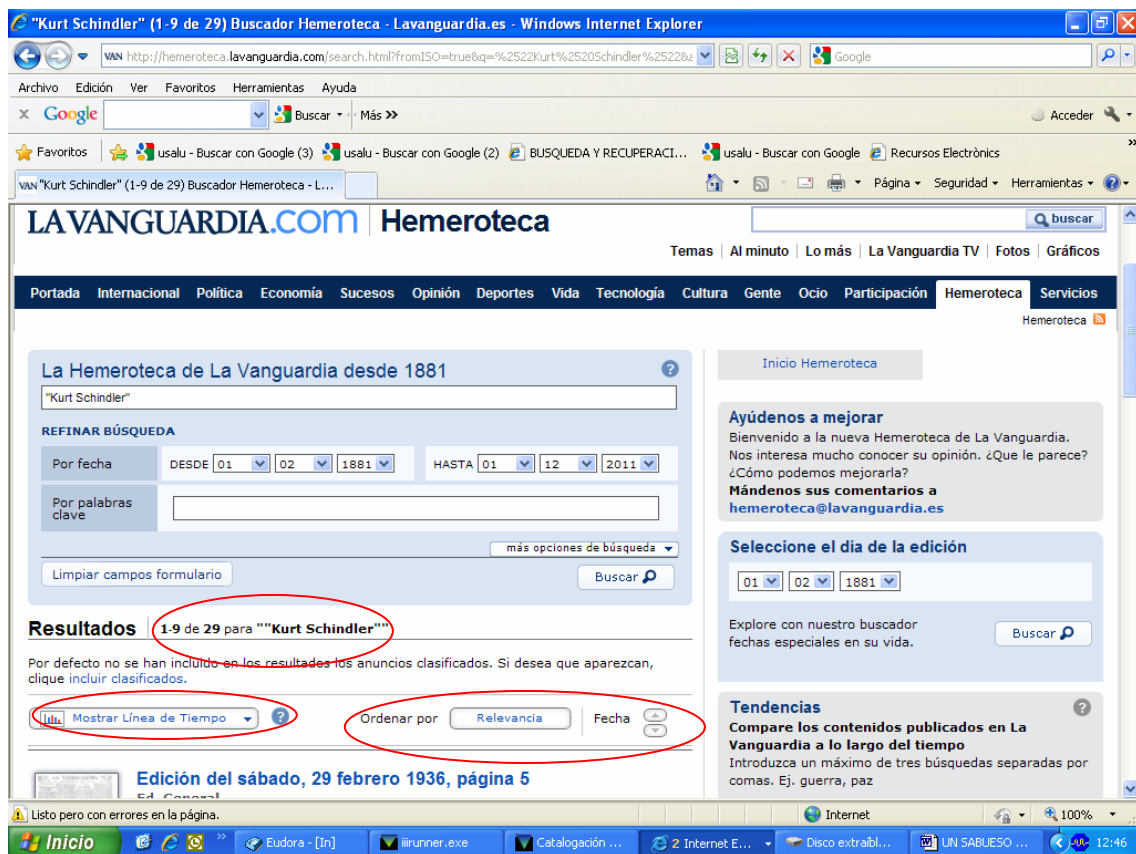 "Kurt Schindler" (1-9 de 29) Buscador Hemeroteca - Lavanguardia.es - Windows Internet Explorer
VAN http://hemeroteca.lavanguardia.com/search.html?fromISO=true&q=%2522Kurt%2520Schindler%2522&
Google
Archivo Edición Ver Favoritos Herramientas Ayuda
x Google Buscar Más >> Acceder
Favoritos usalu - Buscar con Google (3) usalu - Buscar con Google (2) BUSQUEDA Y RECUPERACI... usalu - Buscar con Google Recursos Electrònics »
VAN "Kurt Schindler" (1-9 de 29) Buscador Hemeroteca - L... Página Seguridad Herramientas
LAVANGUARDIA.COM Hemeroteca
buscar
Temas | Al minuto | Lo más | La Vanguardia TV | Fotos | Gráficos
Portada Internacional Política Economía Sucesos Opinión Deportes Vida Tecnología Cultura Gente Ocio Participación Hemeroteca Servicios
Hemeroteca
La Hemeroteca de La Vanguardia desde 1881 ?
"Kurt Schindler"
REFINAR BÚSQUEDA
Por fecha DESDE 01 02 1881 HASTA 01 12 2011
Por palabras
clave
más opciones de búsqueda
Limpiar campos formulario Buscar
Resultados 1-9 de 29 para ""Kurt Schindler""
Por defecto no se han incluido en los resultados los anuncios clasificados. Si desea que aparezcan,
clique incluir clasificados.
Mostrar Línea de Tiempo ? Ordenar por Relevancia Fecha
Edición del sábado, 29 febrero 1936, página 5
Ed. General
Inicio Hemeroteca
Ayúdenos a mejorar
Bienvenido a la nueva Hemeroteca de La Vanguardia.
Nos interesa mucho conocer su opinión. ¿Que le parece?
¿Cómo podemos mejorarla?
Mándenos sus comentarios a
hemeroteca@lavanguardia.es
Seleccione el día de la edición
01 02 1881
Explore con nuestro buscador
fechas especiales en su vida.
Buscar
Tendencias ?
Compare los contenidos publicados en La
Vanguardia a lo largo del tiempo
Introduzca un máximo de tres búsquedas separadas por
comas. Ej. guerra, paz
Listo pero con errores en la página. Internet 100%
Inicio » Eudora - [In] iiirunner.exe Catalogación ... 2 Internet E... Disco extraíbl... UN SABUESO ... 12:46